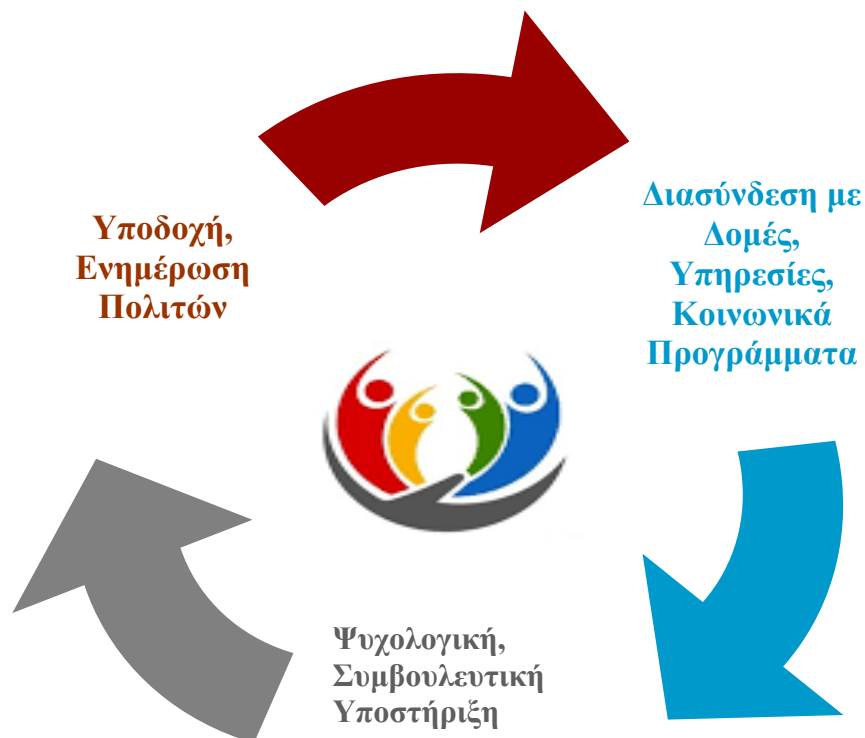 Υποδοχή,
Ενημέρωση
Πολιτών
Διασύνδεση με
Δομές,
Υπηρεσίες,
Κοινωνικά
Προγράμματα
Ψυχολογική,
Συμβουλευτική
Υποστήριξη